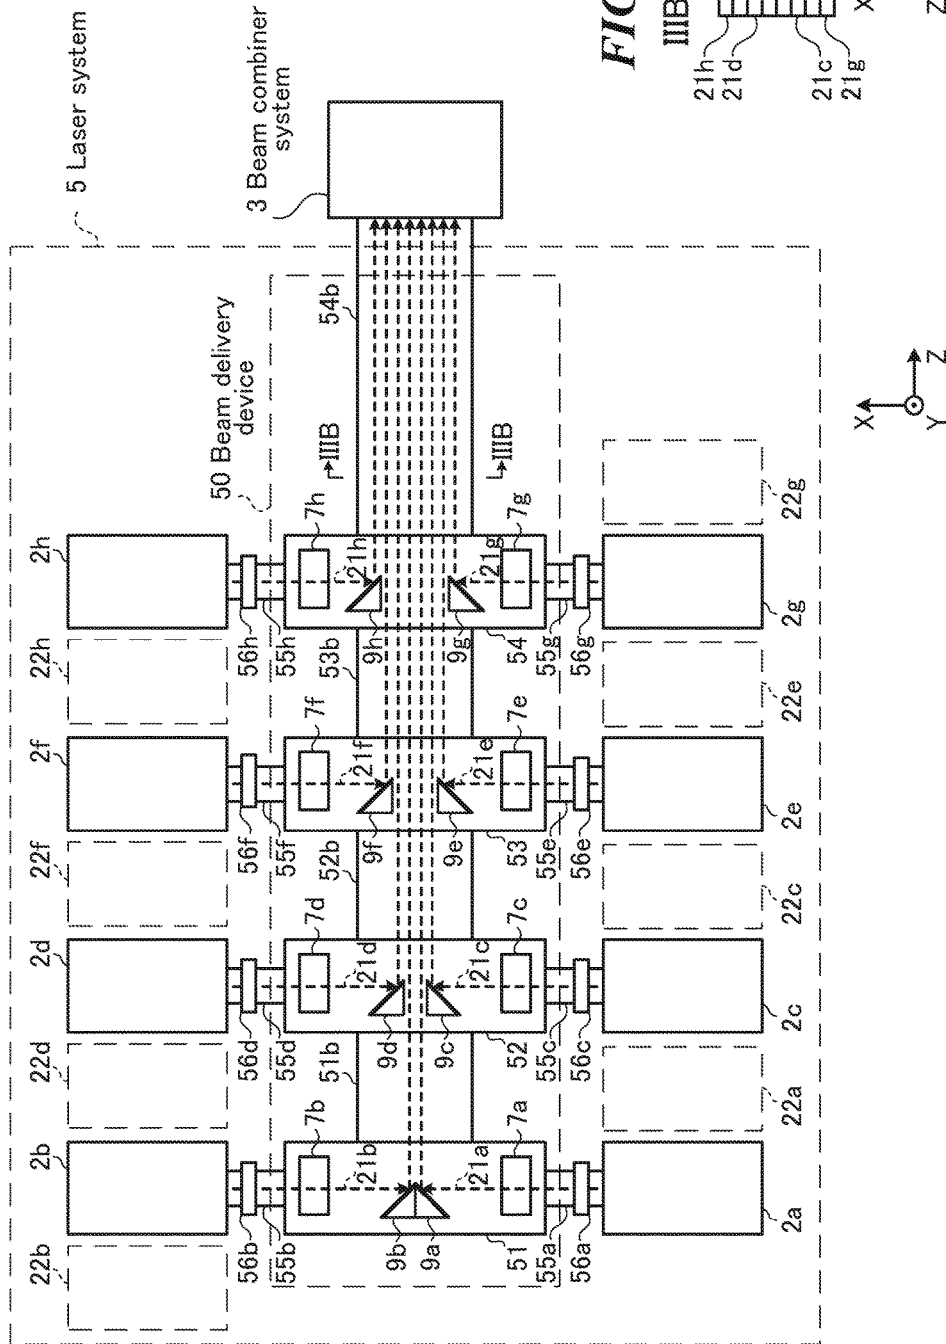 5 Laser system
3 Beam combiner
system
50 Beam delivery
device
FIG
IIIB
X
Z
21h
21d
21c
21g
54b
IIIB
IIIB
22b
2b
22d
2d
22f
2f
22h
2h
56b
55b
56d
55d
56f
55f
56h
55h
51b
52b
53b
7b
7d
7f
7h
21b
21d
21f
21h
9b
9d
9f
9h
9a
9c
9e
9g
21a
21c
21e
21g
7a
7c
7e
7g
51
52
53
54
55a
56a
55c
56c
55e
56e
55g
56g
2a
22a
2c
22c
2e
22e
2g
22g
X
Y
Z